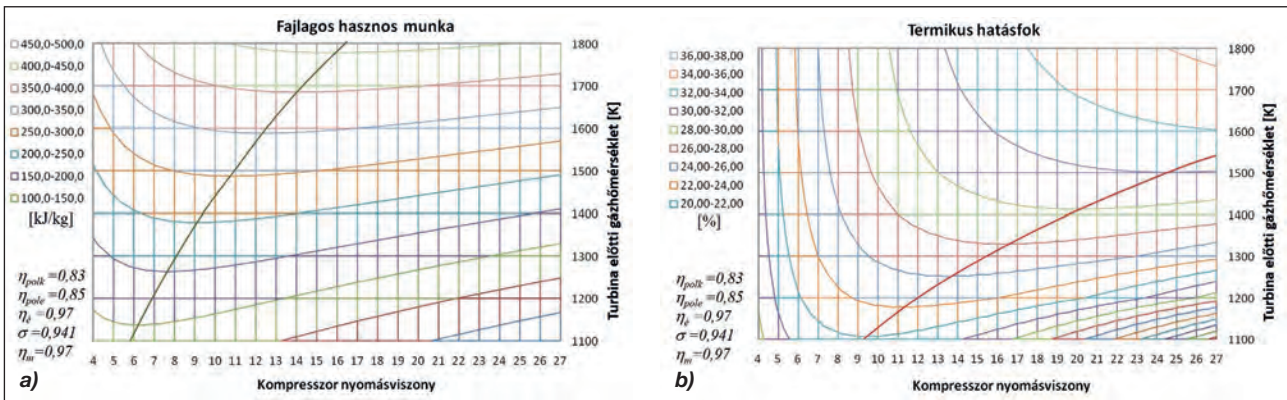 Fajlagos hasznos munka
450,0-500,0
400,0-450,0
350,0-400,0
300,0-350,0
250,0-300,0
200,0-250,0
150,0-200,0
100,0-150,0
[kJ/kg]
η_polk=0,83
η_pole=0,85
η_é=0,97
σ=0,941
η_m=0,97
1800
1700
1600
1500
1400
1300
1200
1100
Turbina előtti gázhőmérséklet [K]
4 5 6 7 8 9 10 11 12 13 14 15 16 17 18 19 20 21 22 23 24 25 26 27
Kompresszor nyomásviszony
a)
Termikus hatásfok
36,00-38,00
34,00-36,00
32,00-34,00
30,00-32,00
28,00-30,00
26,00-28,00
24,00-26,00
22,00-24,00
20,00-22,00
[%]
η_polk=0,83
η_pole=0,85
η_é=0,97
σ=0,941
η_m=0,97
1800
1700
1600
1500
1400
1300
1200
1100
Turbina előtti gázhőmérséklet [K]
4 5 6 7 8 9 10 11 12 13 14 15 16 17 18 19 20 21 22 23 24 25 26 27
Kompresszor nyomásviszony
b)